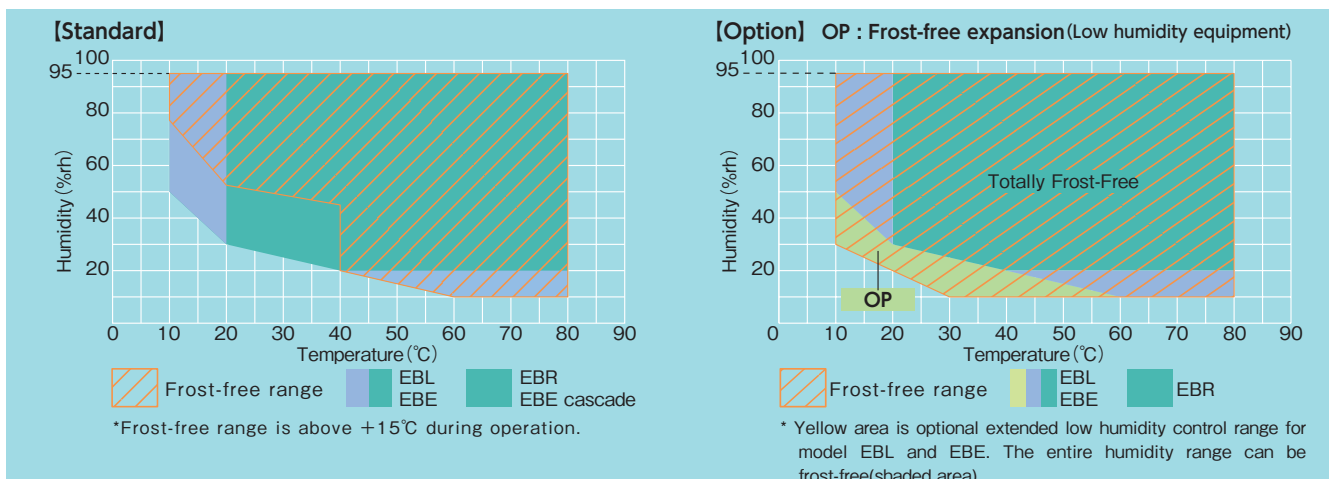 【Standard】
100
95
80
60
40
20
Humidity (%rh)
0 10 20 30 40 50 60 70 80 90
Temperature(℃)
Frost-free range
EBL
EBE
EBR
EBE cascade
*Frost-free range is above +15℃ during operation.
【Option】 OP : Frost-free expansion(Low humidity equipment)
100
95
80
60
40
20
Humidity (%rh)
Totally Frost-Free
OP
0 10 20 30 40 50 60 70 80 90
Temperature(℃)
Frost-free range
EBL
EBE
EBR
* Yellow area is optional extended low humidity control range for
model EBL and EBE. The entire humidity range can be
frost-free(shaded area)